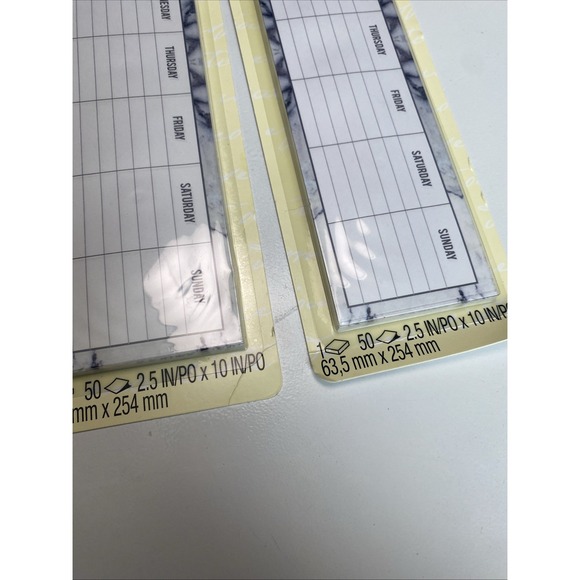 NESDAY
THURSDAY
FRIDAY
SATURDAY
SUNDAY
50 2.5 IN/PO x 10 IN/PO
mm x 254 mm
THURSDAY
FRIDAY
SATURDAY
SUNDAY
1 50 2.5 IN/PO x 10 IN/P
63,5 mm x 254 mm